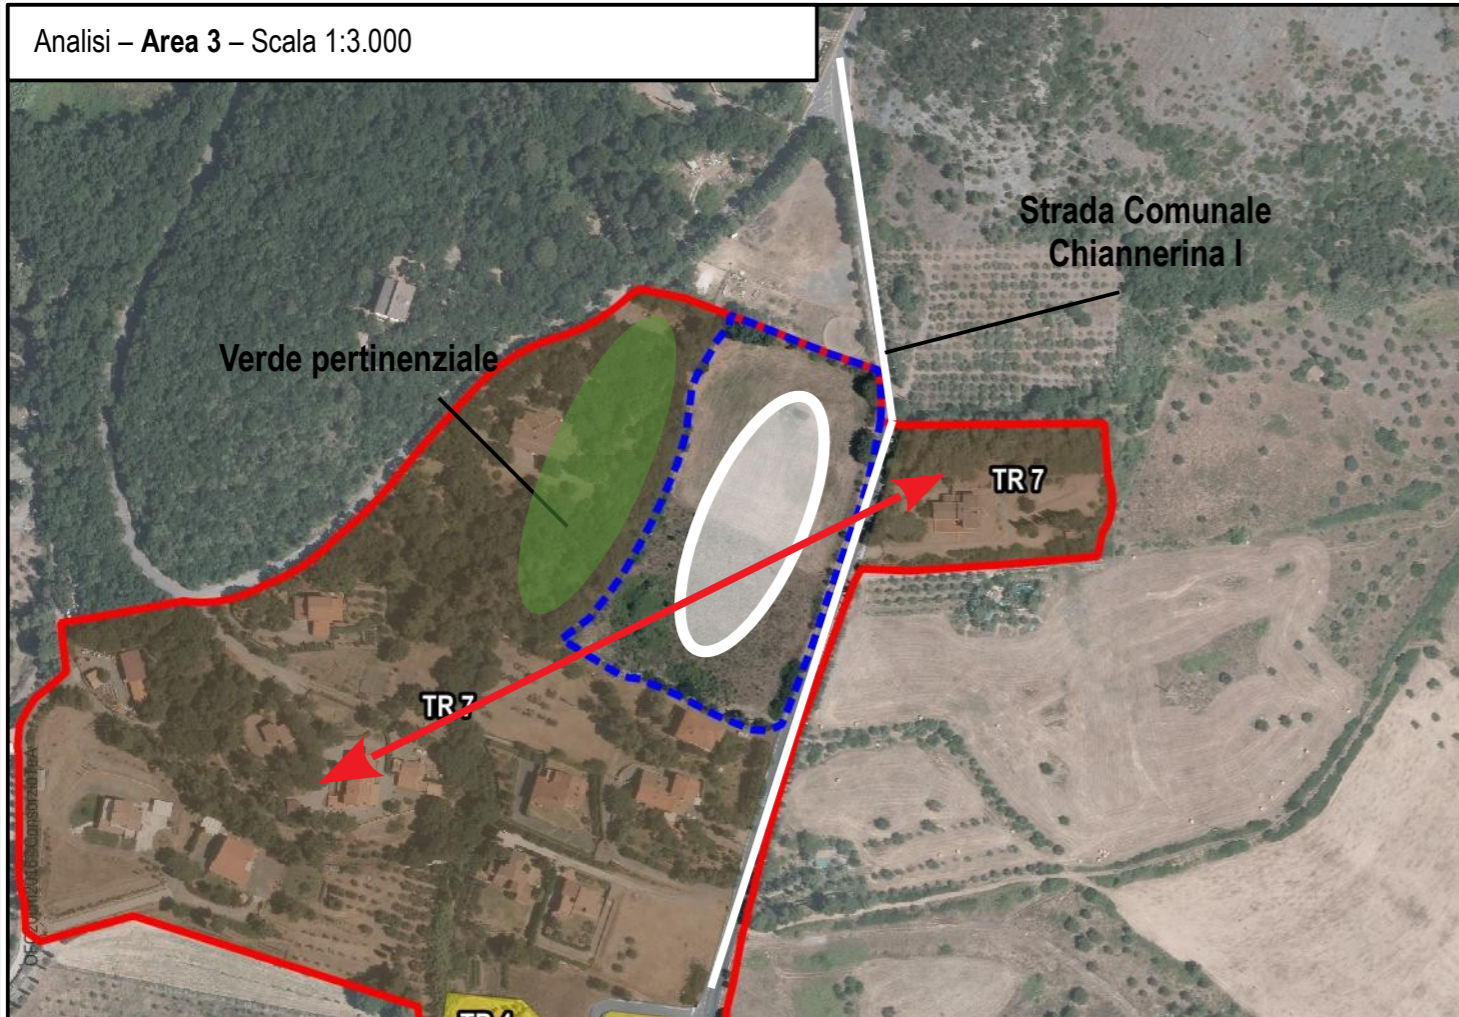 Analisi – Area 3 – Scala 1:3.000
Strada Comunale
Chiannerina I
Verde pertinenziale
TR 7
TR 7